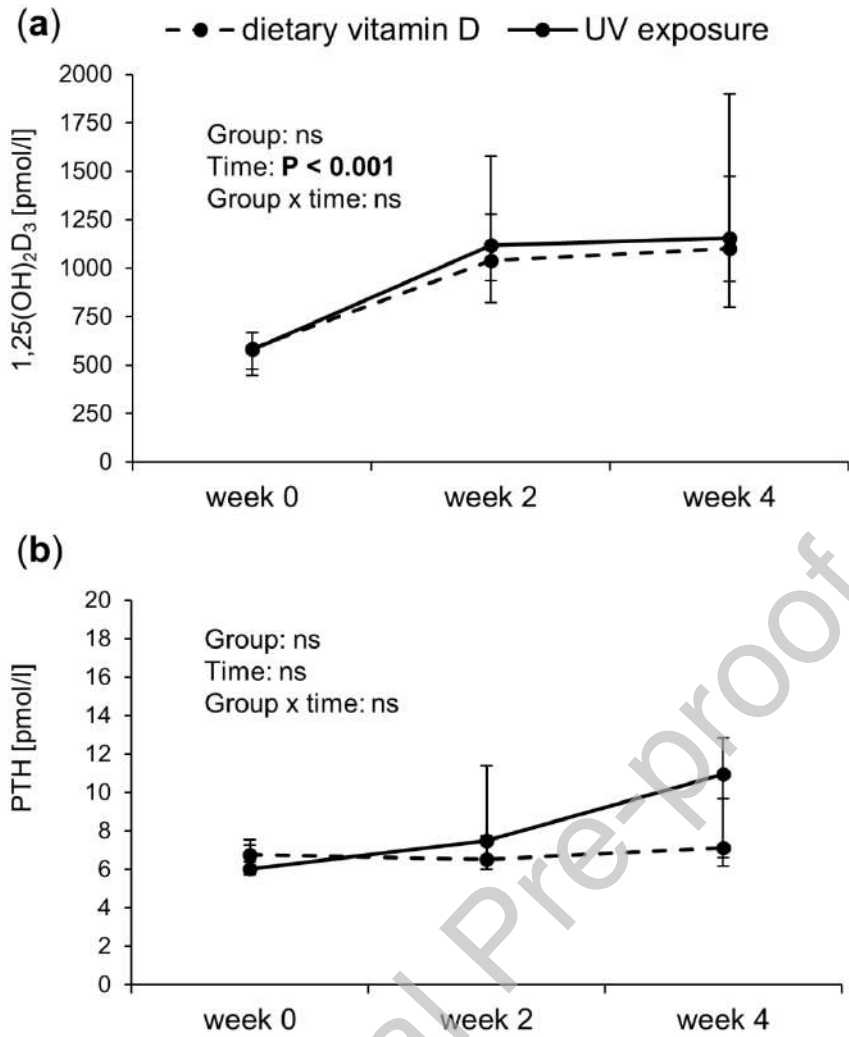 (a) dietary vitamin D UV exposure
2000
1750
1500
1250
1000
750
500
250
0
1,25(OH)₂D₃ [pmol/l]
Group: ns
Time: P < 0.001
Group x time: ns
week 0 week 2 week 4
(b)
20
18
16
14
12
10
8
6
4
2
0
PTH [pmol/l]
Group: ns
Time: ns
Group x time: ns
week 0 week 2 week 4
al Pre-proof